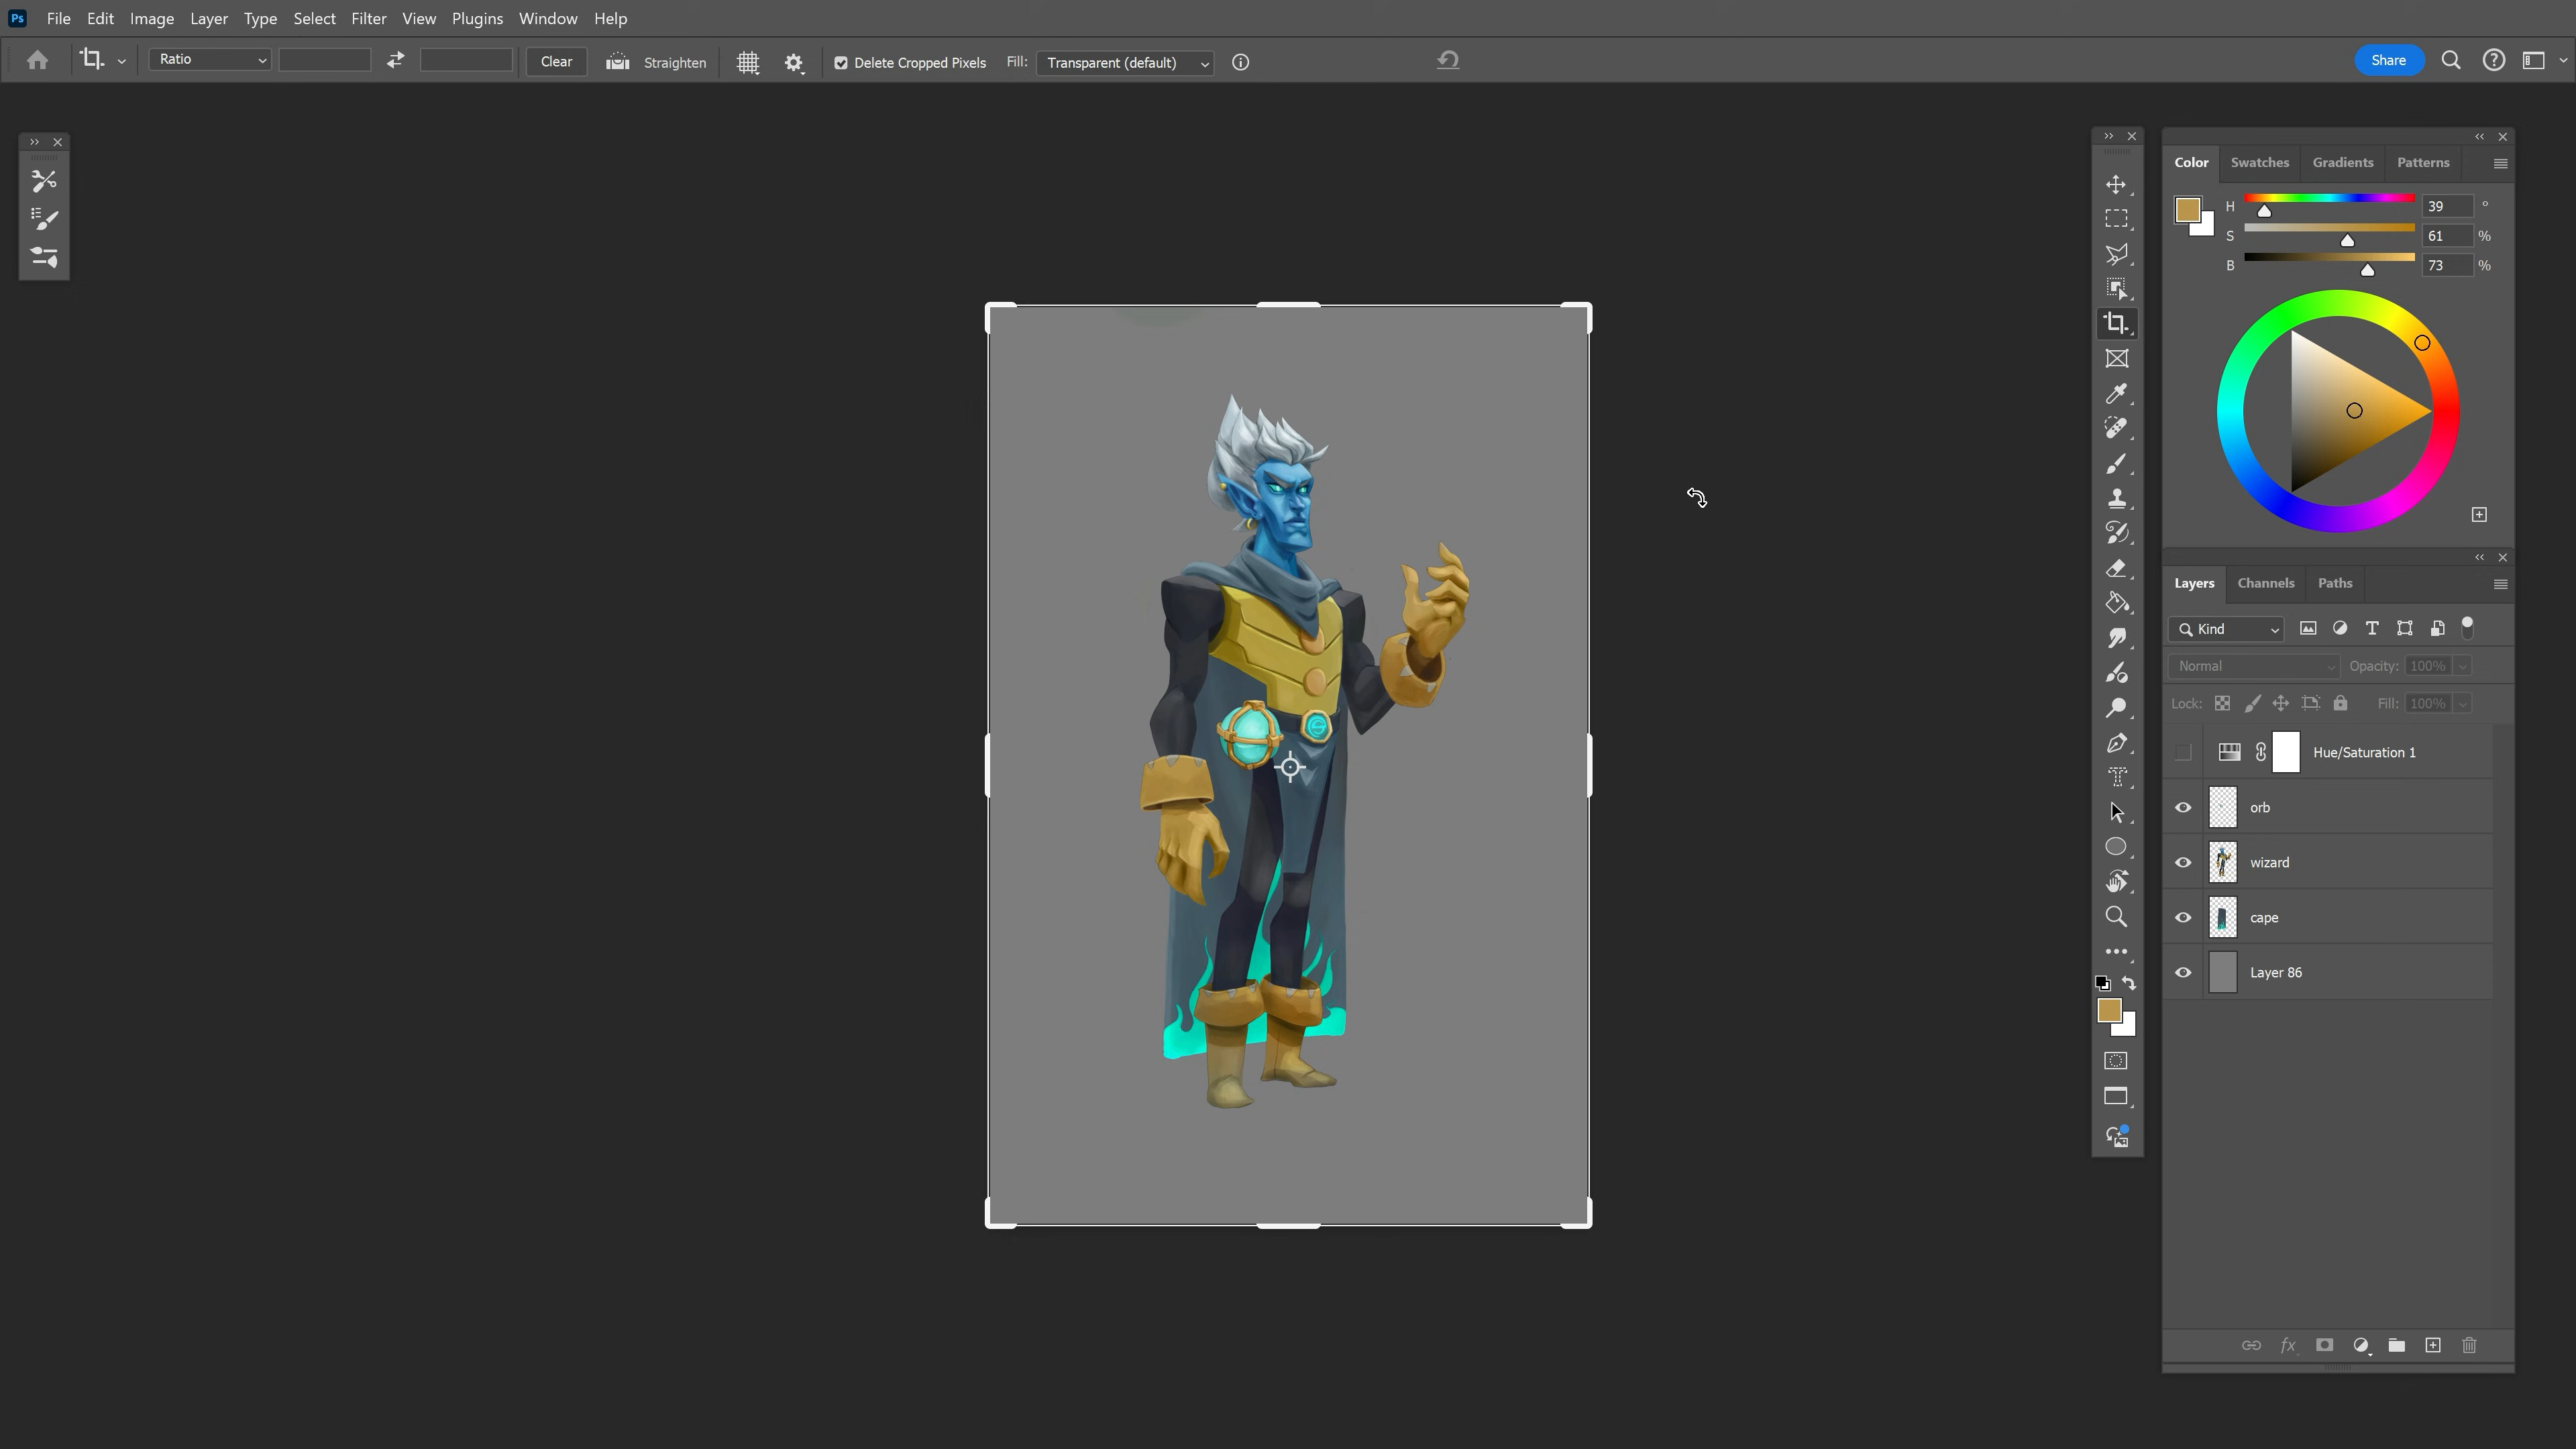 Ps File Edit Image Layer Type Select Filter View Plugins Window Help
Ratio Clear Straighten Delete Cropped Pixels Fill: Transparent (default) Share
Color Swatches Gradients Patterns
H 39 °
S 61 %
B 73 %
Layers Channels Paths
Kind
Normal Opacity: 100%
Lock: Fill: 100%
Hue/Saturation 1
orb
wizard
cape
Layer 86
fx